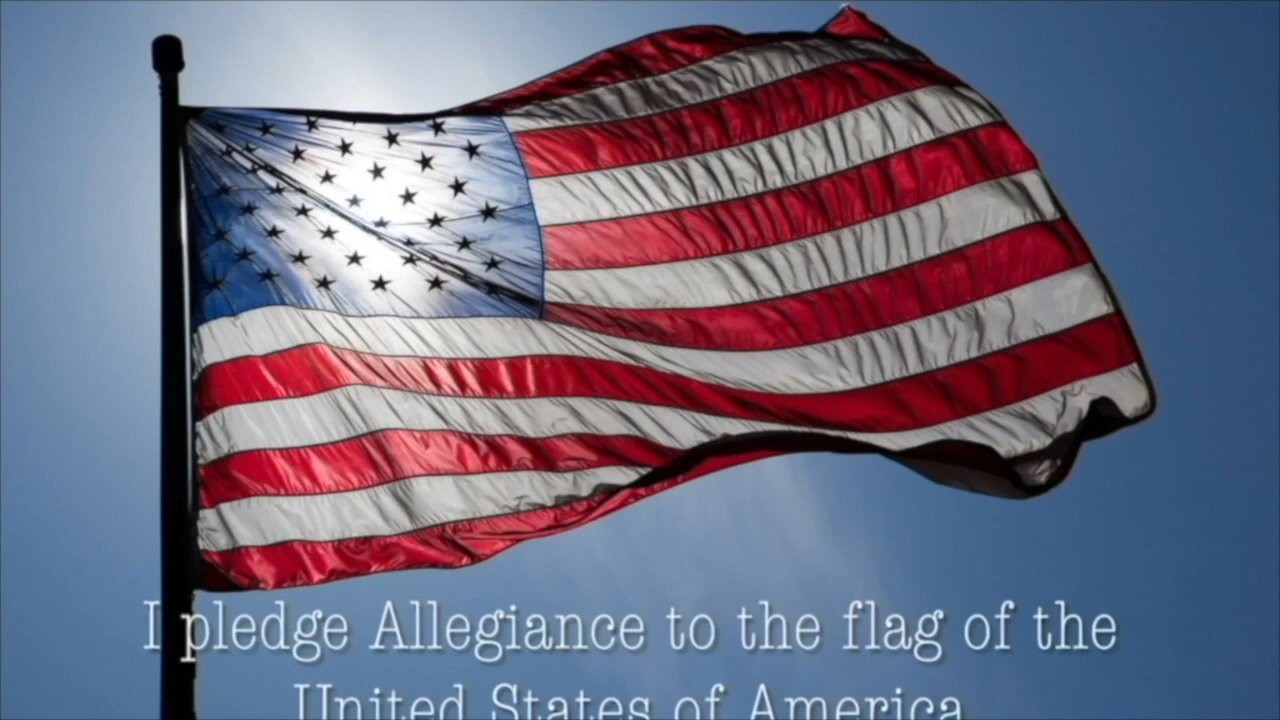 I pledge Allegiance to the flag of the
United States of America